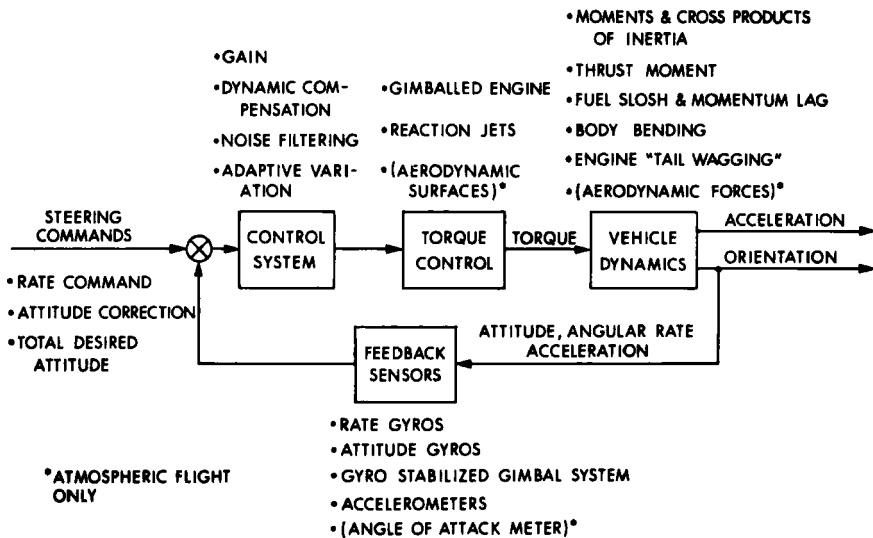 •GAIN
•DYNAMIC COM-
PENSATION
•NOISE FILTERING
•ADAPTIVE VARI-
ATION
•GIMBALLED ENGINE
•REACTION JETS
•(AERODYNAMIC
SURFACES)*
•MOMENTS & CROSS PRODUCTS
OF INERTIA
•THRUST MOMENT
•FUEL SLOSH & MOMENTUM LAG
•BODY BENDING
•ENGINE "TAIL WAGGING"
•(AERODYNAMIC FORCES)*
STEERING
COMMANDS
•RATE COMMAND
•ATTITUDE CORRECTION
•TOTAL DESIRED
ATTITUDE
CONTROL
SYSTEM
TORQUE
CONTROL
TORQUE
VEHICLE
DYNAMICS
ACCELERATION
ORIENTATION
ATTITUDE, ANGULAR RATE
ACCELERATION
FEEDBACK
SENSORS
•RATE GYROS
•ATTITUDE GYROS
•GYRO STABILIZED GIMBAL SYSTEM
•ACCELEROMETERS
•(ANGLE OF ATTACK METER)*
*ATMOSPHERIC FLIGHT
ONLY